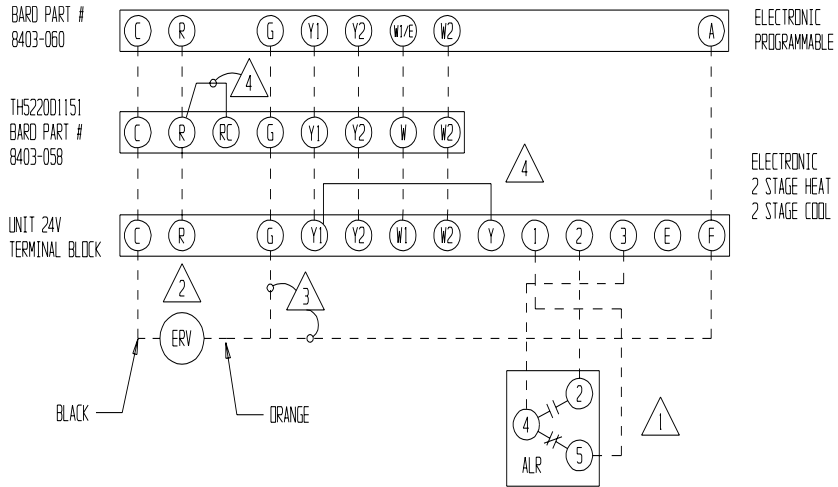 BARD PART #
8403-060
C R G Y1 Y2 W1/E W2 A
ELECTRONIC
PROGRAMMABLE
4
TH5220D1151
BARD PART #
8403-058
C R RC G Y1 Y2 W W2
4
ELECTRONIC
2 STAGE HEAT
2 STAGE COOL
UNIT 24V
TERMINAL BLOCK
C R G Y1 Y2 W1 W2 Y 1 2 3 E F
2
3
ERV
BLACK
ORANGE
2
4
5
ALR
1